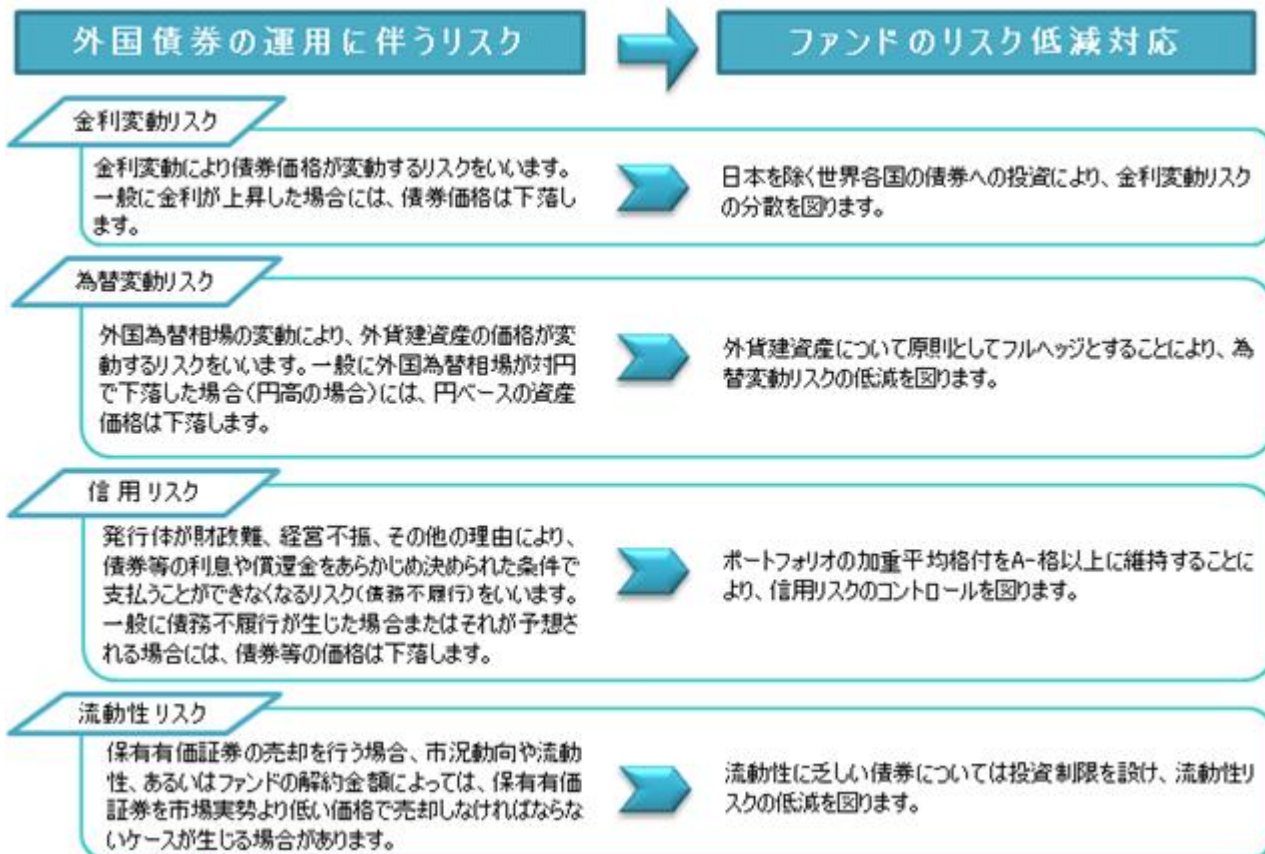 外国債券の運用に伴うリスク
ファンドのリスク低減対応
金利変動リスク
金利変動により債券価格が変動するリスクをいいます。
一般に金利が上昇した場合には、債券価格は下落し
ます。
日本を除く世界各国の債券への投資により、金利変動リスク
の分散を図ります。
為替変動リスク
外国為替相場の変動により、外貨建資産の価格が変
動するリスクをいいます。一般に外国為替相場が対円
で下落した場合(円高の場合)には、円ベースの資産
価格は下落します。
外貨建資産について原則としてフルヘッジとすることにより、為
替変動リスクの低減を図ります。
信用リスク
発行体が財政難、経営不振、その他の理由により、
債券等の利息や償還金をあらかじめ決められた条件で
支払うことができなくなるリスク(債務不履行)をいいます。
一般に債務不履行が生じた場合またはそれが予想さ
れる場合には、債券等の価格は下落します。
ポートフォリオの加重平均格付をA-格以上に維持することに
より、信用リスクのコントロールを図ります。
流動性リスク
保有有価証券の売却を行う場合、市況動向や流動
性、あるいはファンドの解約金額によっては、保有有価
証券を市場実勢より低い価格で売却しなければならな
いケースが生じる場合があります。
流動性に乏しい債券については投資制限を設け、流動性リ
スクの低減を図ります。